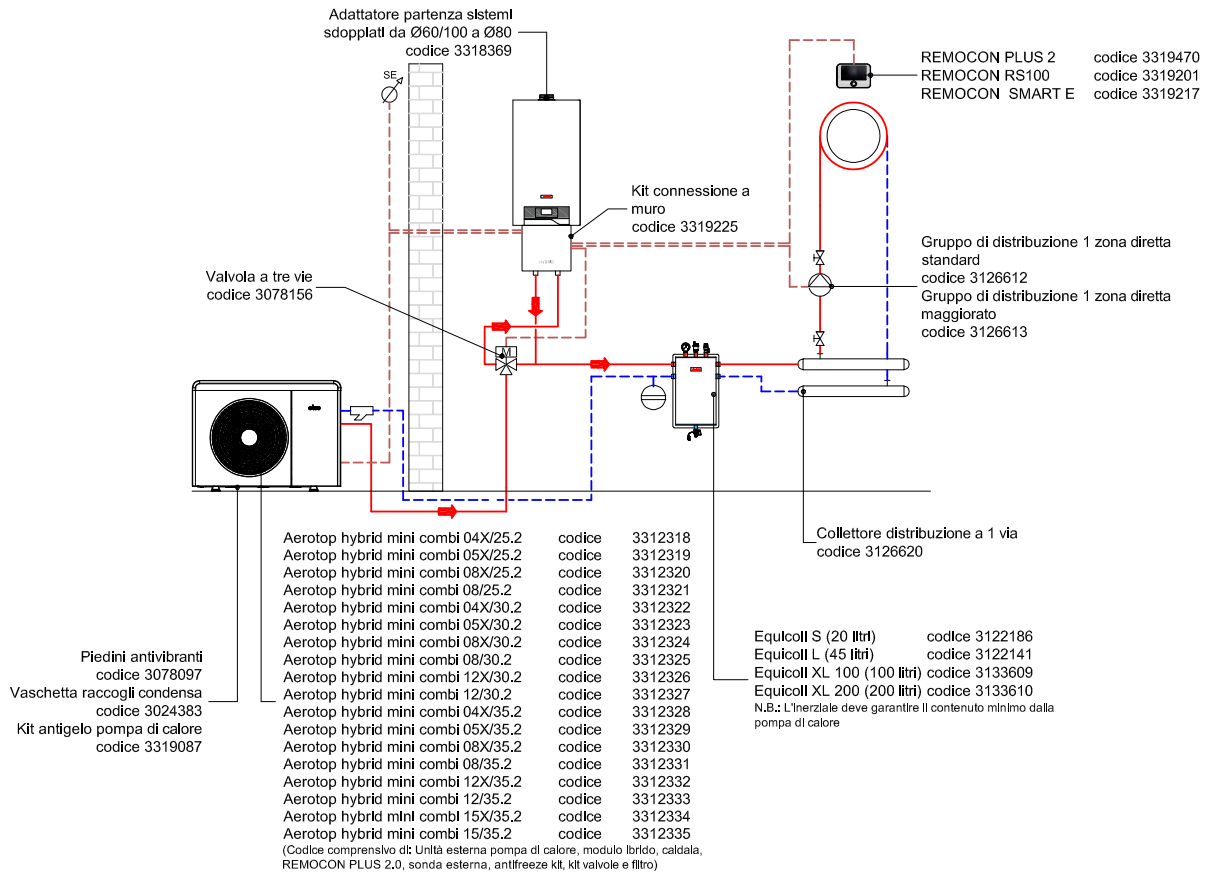 Adattatore partenza sistemi
sdoppiati da Ø60/100 a Ø80
codice 3318369
SE
REMOCON PLUS 2 codice 3319470
REMOCON RS100 codice 3319201
REMOCON SMART E codice 3319217
Kit connessione a
muro
codice 3319225
Gruppo di distribuzione 1 zona diretta
standard
codice 3126612
Gruppo di distribuzione 1 zona diretta
maggiorato
codice 3126613
Valvola a tre vie
codice 3078156
M
Collettore distribuzione a 1 via
codice 3126620
Aerotop hybrid mini combi 04X/25.2 codice 3312318
Aerotop hybrid mini combi 05X/25.2 codice 3312319
Aerotop hybrid mini combi 08X/25.2 codice 3312320
Aerotop hybrid mini combi 08/25.2 codice 3312321
Aerotop hybrid mini combi 04X/30.2 codice 3312322
Aerotop hybrid mini combi 05X/30.2 codice 3312323
Aerotop hybrid mini combi 08X/30.2 codice 3312324
Aerotop hybrid mini combi 08/30.2 codice 3312325
Aerotop hybrid mini combi 12X/30.2 codice 3312326
Aerotop hybrid mini combi 12/30.2 codice 3312327
Aerotop hybrid mini combi 04X/35.2 codice 3312328
Aerotop hybrid mini combi 05X/35.2 codice 3312329
Aerotop hybrid mini combi 08X/35.2 codice 3312330
Aerotop hybrid mini combi 08/35.2 codice 3312331
Aerotop hybrid mini combi 12X/35.2 codice 3312332
Aerotop hybrid mini combi 12/35.2 codice 3312333
Aerotop hybrid mini combi 15X/35.2 codice 3312334
Aerotop hybrid mini combi 15/35.2 codice 3312335
(Codice comprensivo di: Unità esterna pompa di calore, modulo ibrido, caldaia,
REMOCON PLUS 2.0, sonda esterna, antifreeze kit, kit valvole e filtro)
Piedini antivibranti
codice 3078097
Vaschetta raccogli condensa
codice 3024383
Kit antigelo pompa di calore
codice 3319087
Equicoll S (20 litri) codice 3122186
Equicoll L (45 litri) codice 3122141
Equicoll XL 100 (100 litri) codice 3133609
Equicoll XL 200 (200 litri) codice 3133610
N.B.: L'inerziale deve garantire il contenuto minimo dalla
pompa di calore